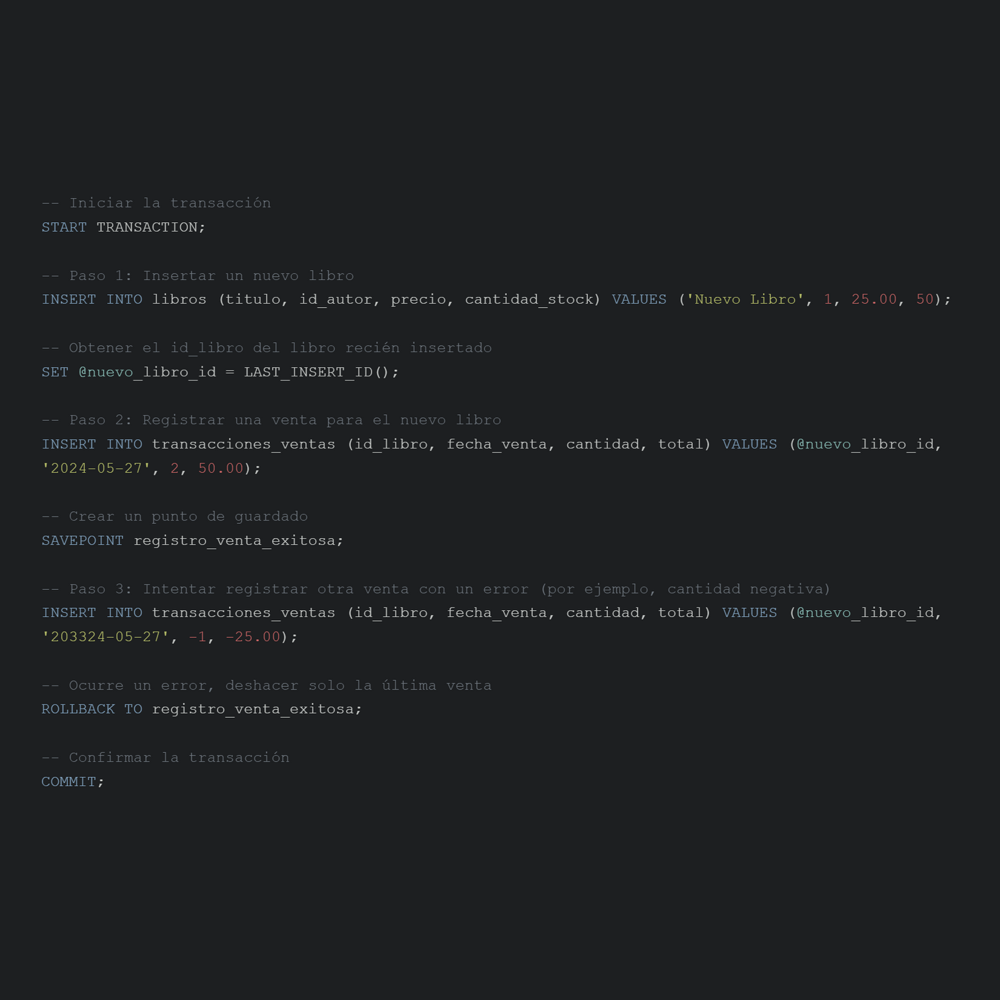 -- Iniciar la transacción
START TRANSACTION;
-- Paso 1: Insertar un nuevo libro
INSERT INTO libros (titulo, id_autor, precio, cantidad_stock) VALUES ('Nuevo Libro', 1, 25.00, 50);
-- Obtener el id_libro del libro recién insertado
SET @nuevo_libro_id = LAST_INSERT_ID();
-- Paso 2: Registrar una venta para el nuevo libro
INSERT INTO transacciones_ventas (id_libro, fecha_venta, cantidad, total) VALUES (@nuevo_libro_id,
'2024-05-27', 2, 50.00);
-- Crear un punto de guardado
SAVEPOINT registro_venta_exitosa;
-- Paso 3: Intentar registrar otra venta con un error (por ejemplo, cantidad negativa)
INSERT INTO transacciones_ventas (id_libro, fecha_venta, cantidad, total) VALUES (@nuevo_libro_id,
'203324-05-27', -1, -25.00);
-- Ocurre un error, deshacer solo la última venta
ROLLBACK TO registro_venta_exitosa;
-- Confirmar la transacción
COMMIT;